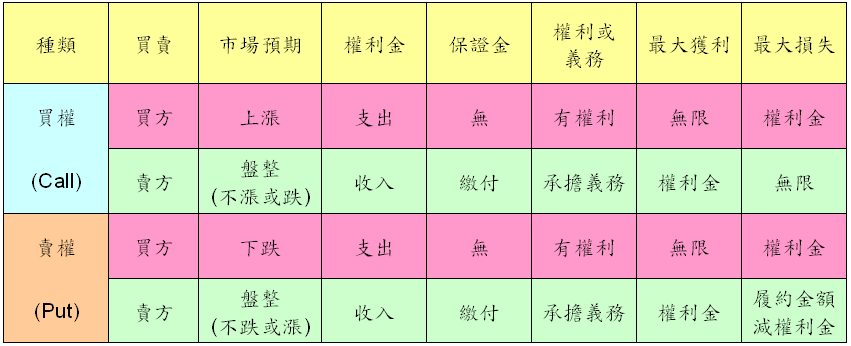 種類 買賣 市場預期 權利金 保證金 權利或義務 最大獲利 最大損失
買權 (Call) 買方 上漲 支出 無 有權利 無限 權利金
賣方 盤整 (不漲或跌) 收入 繳付 承擔義務 權利金 無限
賣權 (Put) 買方 下跌 支出 無 有權利 無限 權利金
賣方 盤整 (不跌或漲) 收入 繳付 承擔義務 權利金 履約金額減權利金